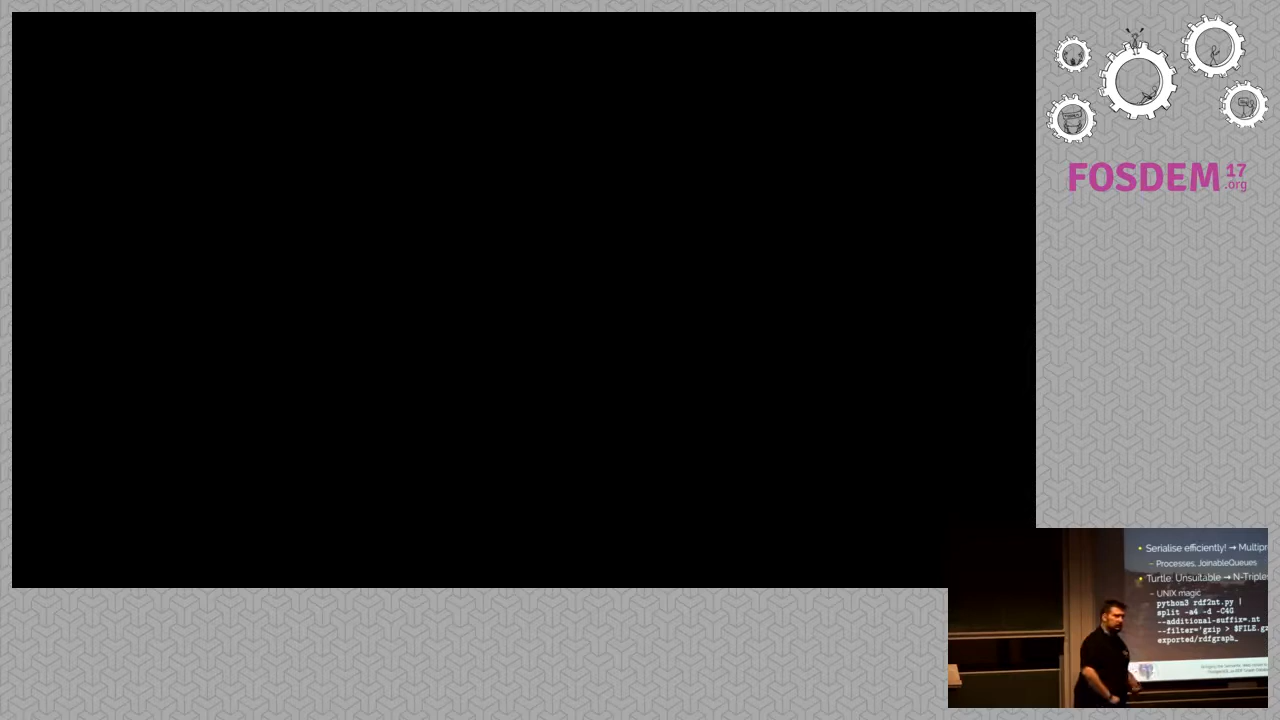 FOSDEM 17
.org
• Serialise efficiently! → Multipr
– Processes, JoinableQueues
• Turtle: Unsuitable → N-Triples
– UNIX magic
python3 rdf2nt.py |
split -a4 -d -C4G
--additional-suffix=.nt
--filter='gzip > $FILE.gz
exported/rdfgraph_